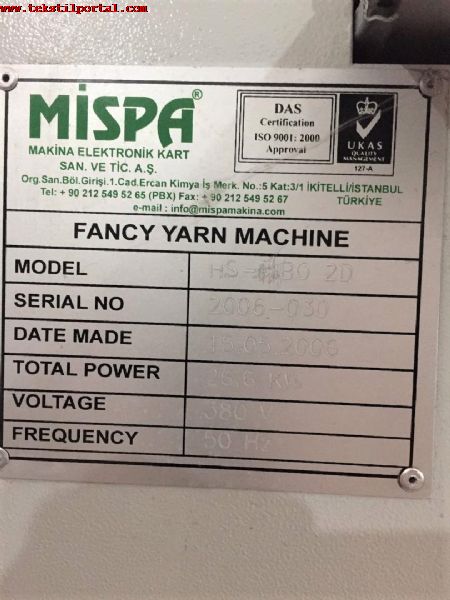 www.tekstilportal.com
MİSPA®
MAKİNA ELEKTRONİK KART
SAN. VE TİC. A.Ş.
DAS
Certification
ISO 9001: 2000
Approval
UKAS
QUALITY
MANAGEMENT
127-A
Org.San.Böl.Girişi.1.Cad.Ercan Kimya İş Merk. No.:5 Kat:3/1 İKİTELLİ/İSTANBUL
Tel: + 90 212 549 52 65 (PBX) Fax: + 90 212 549 52 67 TÜRKİYE
e-mail : info@mispamakina.com
FANCY YARN MACHINE
MODEL 2D
SERIAL NO 2006-030
DATE MADE 15.05.2006
TOTAL POWER
VOLTAGE 380 V
FREQUENCY 50 Hz